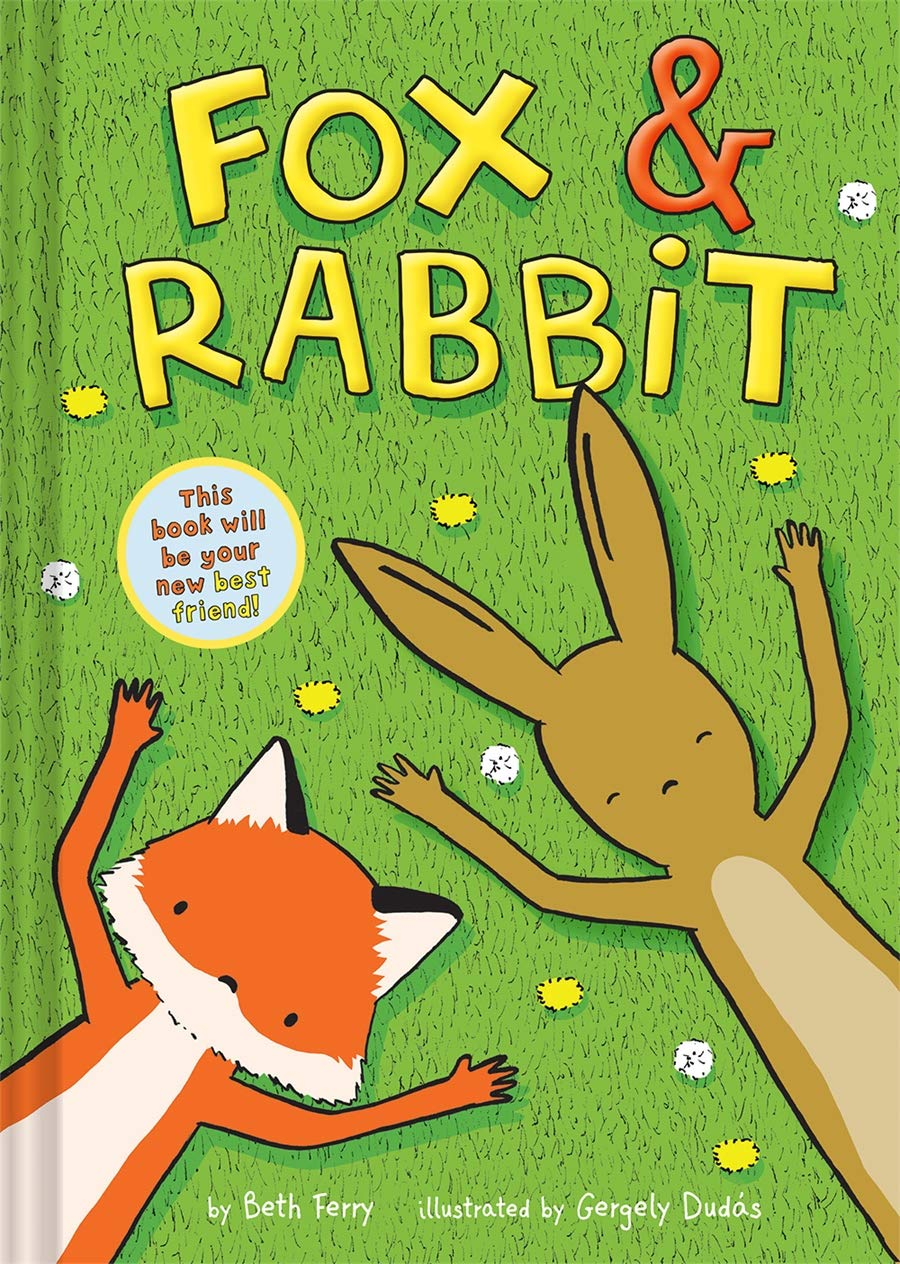 FOX &
RABBiT
This
book will
be your
new best
friend!
by Beth Ferry illustrated by Gergely Dudás